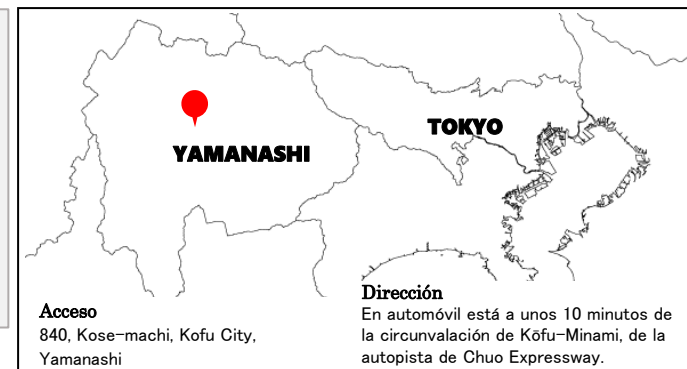 TOKYO
YAMANASHI
Acceso
840, Kose-machi, Kofu City,
Yamanashi
Dirección
En automóvil está a unos 10 minutos de
la circunvalación de Kōfu-Minami, de la
autopista de Chuo Expressway.